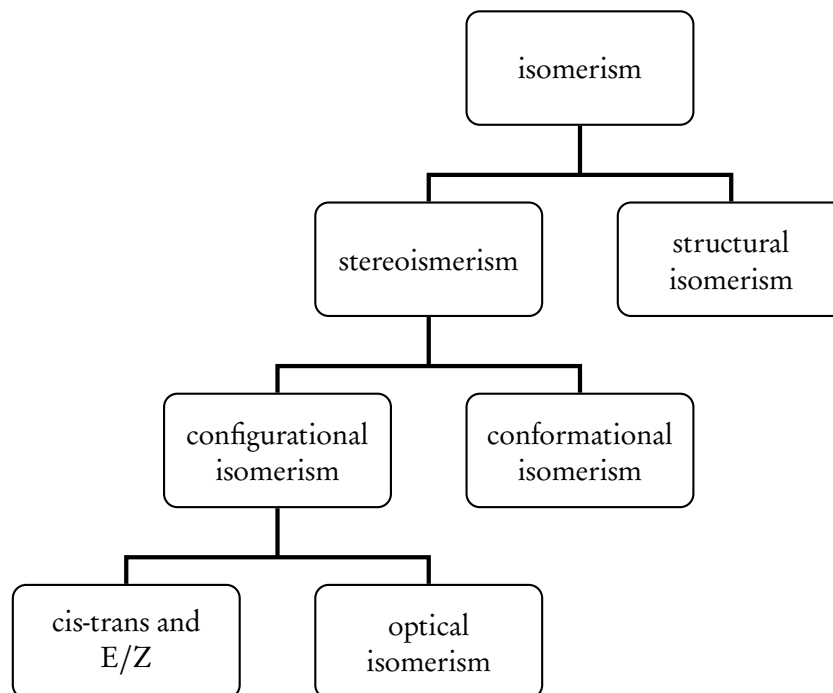 isomerism
stereoismerism
structural
isomerism
configurational
isomerism
conformational
isomerism
cis-trans and
E/Z
optical
isomerism